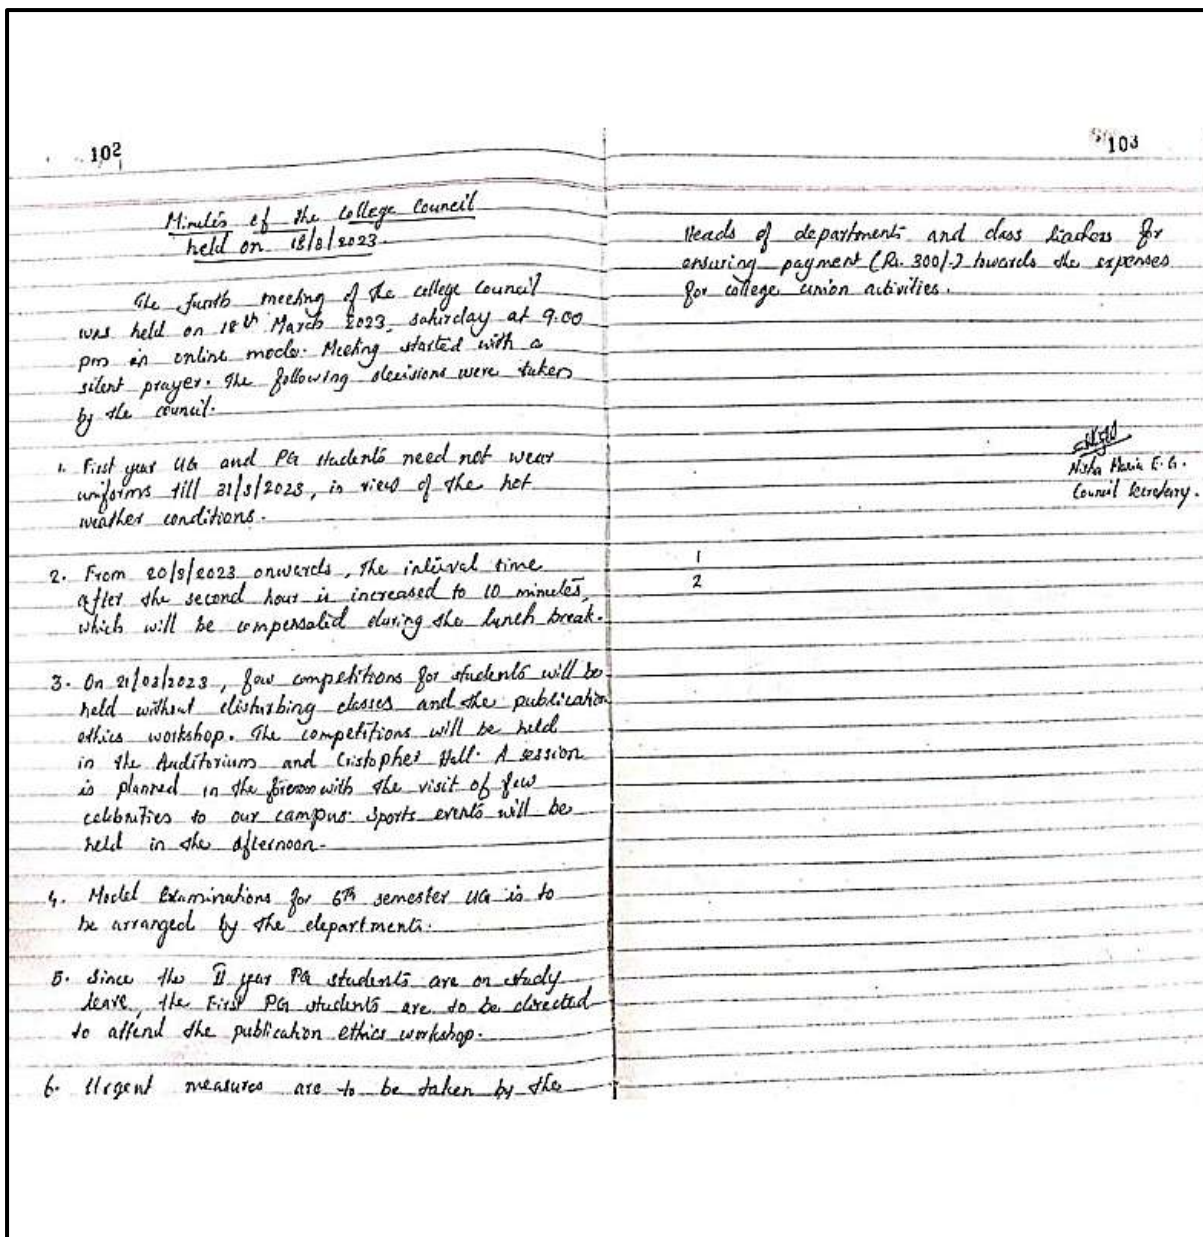 102
Minutes of the College Council
held on 18/3/2023.
The fourth meeting of the college council
was held on 18th March 2023, saturday at 9.00
pm in online mode. Meeting started with a
silent prayer. The following decisions were taken
by the council.
1. First year UG and PG students need not wear
uniforms till 31/3/2023, in view of the hot
weather conditions.
2. From 20/3/2023 onwards, the interval time
after the second hour is increased to 10 minutes,
which will be compensated during the lunch break.
3. On 21/03/2023, few competitions for students will be
held without disturbing classes and the publication
ethics workshop. The competitions will be held
in the Auditorium and Cristopher Hall. A session
is planned in the forenoon with the visit of few
celebrities to our campus. Sports events will be
held in the afternoon.
4. Model Examinations for 6th semester UG is to
be arranged by the departments.
5. Since the II year PG students are on study
leave, the First PG students are to be directed
to attend the publication ethics workshop.
6. Urgent measures are to be taken by the
103
Heads of departments and class teachers for
ensuring payment (Rs. 300/-) towards the expenses
for college union activities.
Nisha Maria E. G.
Council Secretary.
1
2